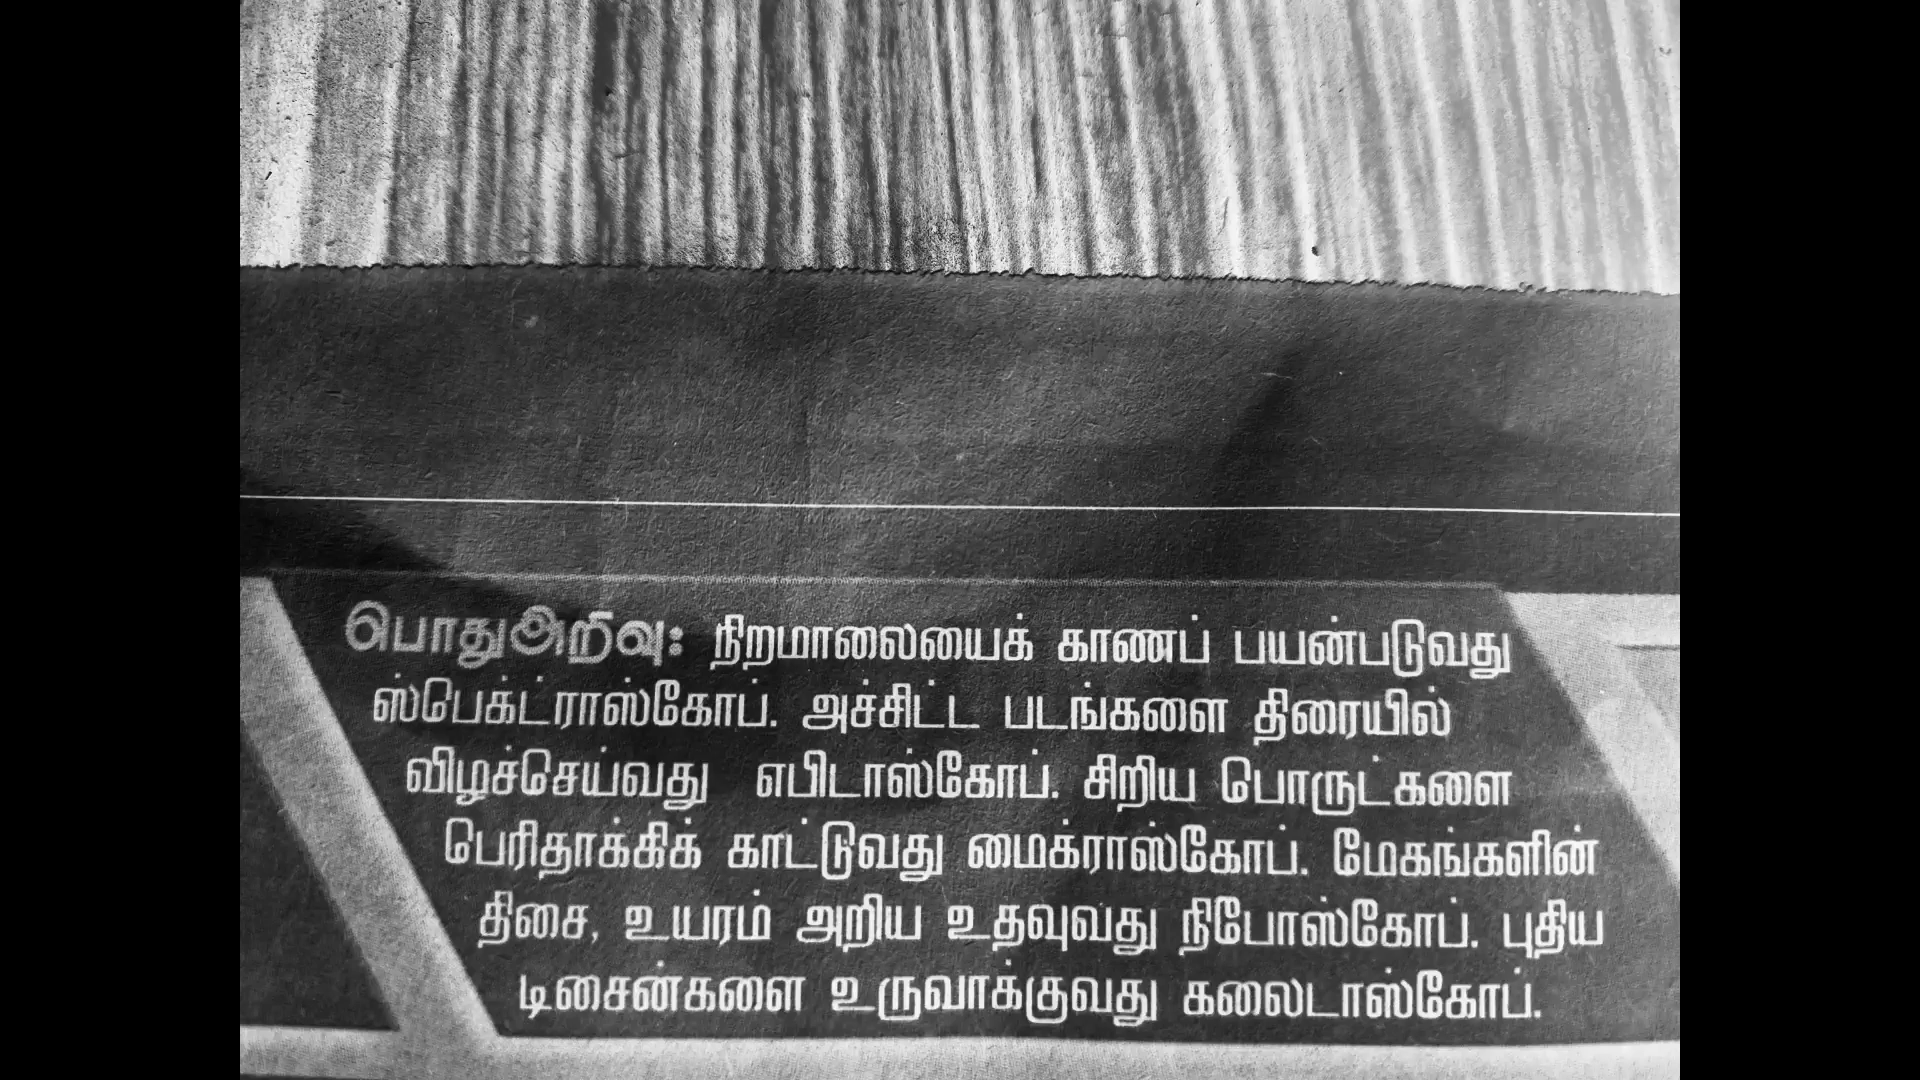 பொதுஅறிவு: நிறமாலையைக் காணப் பயன்படுவது
ஸ்பெக்ட்ராஸ்கோப். அச்சிட்ட படங்களை திரையில்
விழச்செய்வது எபிடாஸ்கோப். சிறிய பொருட்களை
பெரிதாக்கிக் காட்டுவது மைக்ராஸ்கோப். மேகங்களின்
திசை, உயரம் அறிய உதவுவது நிபோஸ்கோப். புதிய
டிசைன்களை உருவாக்குவது கலைடாஸ்கோப்.